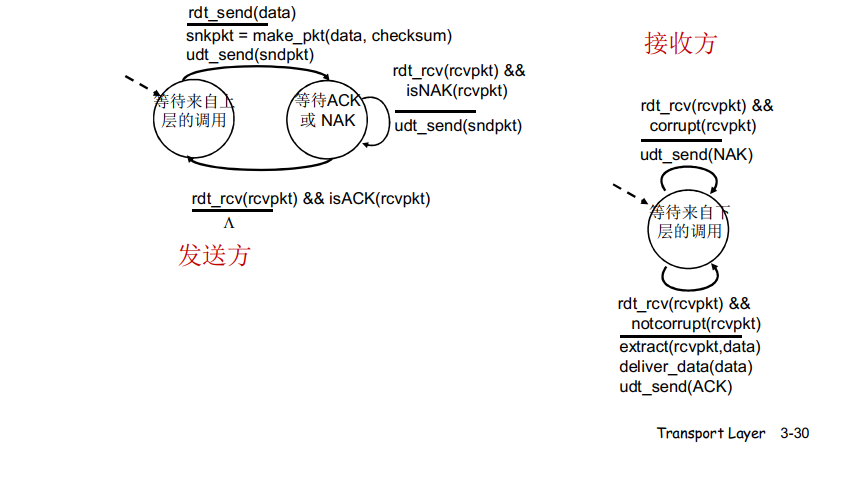 rdt_send(data)
snkpkt = make_pkt(data, checksum)
udt_send(sndpkt)
等待来自上
层的调用
等待ACK
或 NAK
rdt_rcv(rcvpkt) &&
isNAK(rcvpkt)
udt_send(sndpkt)
rdt_rcv(rcvpkt) && isACK(rcvpkt)
Λ
发送方
接收方
rdt_rcv(rcvpkt) &&
corrupt(rcvpkt)
udt_send(NAK)
等待来自下
层的调用
rdt_rcv(rcvpkt) &&
notcorrupt(rcvpkt)
extract(rcvpkt,data)
deliver_data(data)
udt_send(ACK)
Transport Layer 3-30